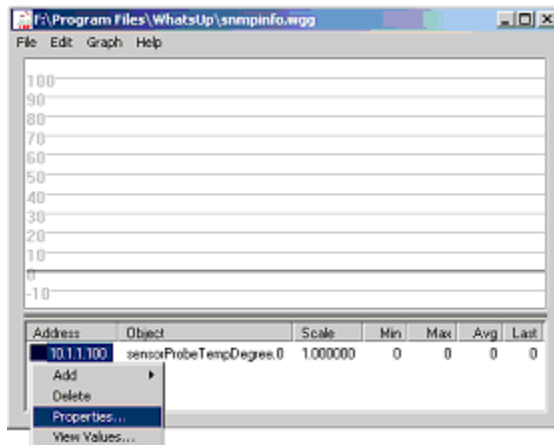 F:\Program Files\WhatsUp\snmpinfo.wgg
File Edit Graph Help
100
90
80
70
60
50
40
30
20
10
0
-10
Address Object Scale Min Max Avg Last
10.1.1.100 sensorProbeTempDegree.0 1.000000 0 0 0 0
Add
Delete
Properties...
View Values...